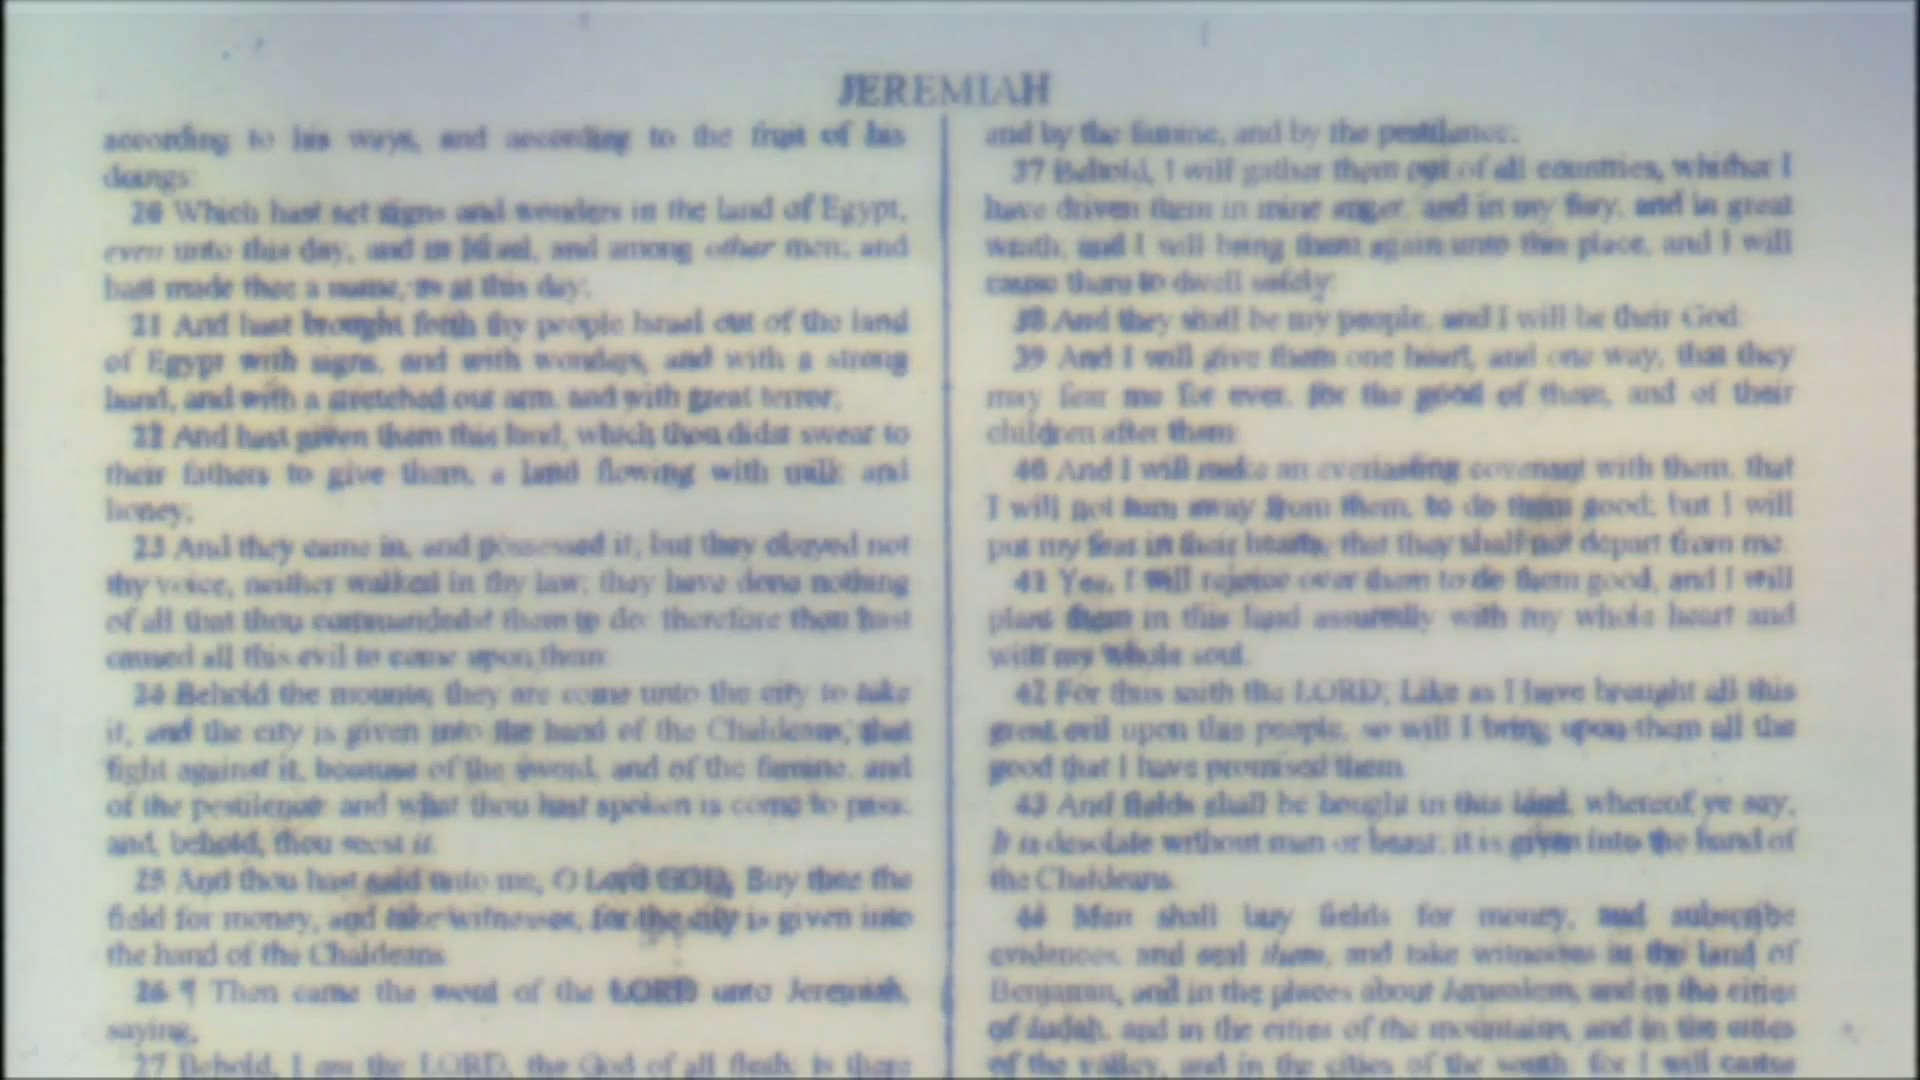 JEREMIAH
according to his ways, and according to the fruit of his
doings:
20 Which hast set signs and wonders in the land of Egypt,
even unto this day, and in Israel, and among other men; and
hast made thee a name, as at this day;
21 And hast brought forth thy people Israel out of the land
of Egypt with signs, and with wonders, and with a strong
hand, and with a stretched out arm, and with great terror;
22 And hast given them this land, which thou didst swear to
their fathers to give them, a land flowing with milk and
honey;
23 And they came in, and possessed it; but they obeyed not
thy voice, neither walked in thy law; they have done nothing
of all that thou commandedst them to do: therefore thou hast
caused all this evil to come upon them:
24 Behold the mounts, they are come unto the city to take
it; and the city is given into the hand of the Chaldeans, that
fight against it, because of the sword, and of the famine, and
of the pestilence: and what thou hast spoken is come to pass;
and, behold, thou seest it.
25 And thou hast said unto me, O Lord GOD, Buy thee the
field for money, and take witnesses; for the city is given into
the hand of the Chaldeans.
26 ¶ Then came the word of the LORD unto Jeremiah,
saying,
27 Behold, I am the LORD, the God of all flesh: is there
and by the famine, and by the pestilence;
37 Behold, I will gather them out of all countries, whither I
have driven them in mine anger, and in my fury, and in great
wrath; and I will bring them again unto this place, and I will
cause them to dwell safely:
38 And they shall be my people, and I will be their God:
39 And I will give them one heart, and one way, that they
may fear me for ever, for the good of them, and of their
children after them:
40 And I will make an everlasting covenant with them, that
I will not turn away from them, to do them good; but I will
put my fear in their hearts, that they shall not depart from me.
41 Yea, I will rejoice over them to do them good, and I will
plant them in this land assuredly with my whole heart and
with my whole soul.
42 For thus saith the LORD; Like as I have brought all this
great evil upon this people, so will I bring upon them all the
good that I have promised them.
43 And fields shall be bought in this land, whereof ye say,
It is desolate without man or beast; it is given into the hand of
the Chaldeans.
44 Men shall buy fields for money, and subscribe
evidences, and seal them, and take witnesses in the land of
Benjamin, and in the places about Jerusalem, and in the cities
of Judah, and in the cities of the mountains, and in the cities
of the valley, and in the cities of the south: for I will cause